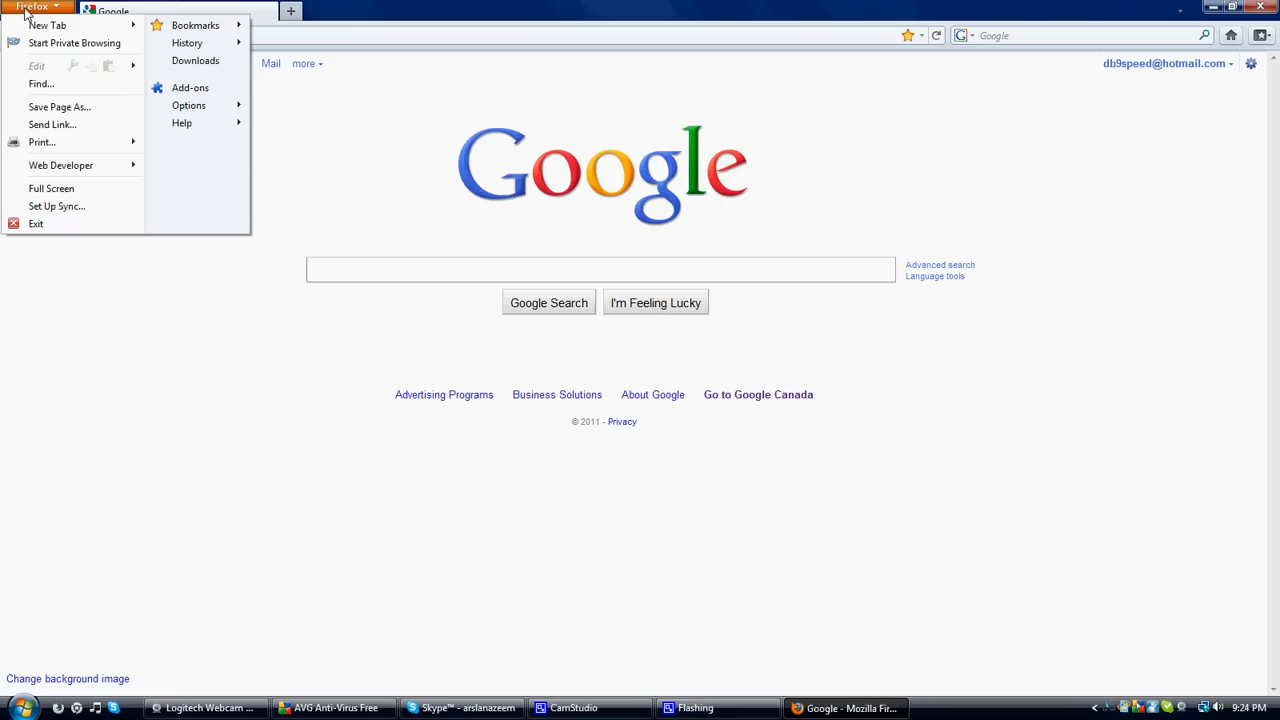 Firefox
Google
New Tab
Start Private Browsing
Edit
Find...
Save Page As...
Send Link...
Print...
Web Developer
Full Screen
Set Up Sync...
Exit
Bookmarks
History
Downloads
Add-ons
Options
Help
Google
Mail more
db9speed@hotmail.com
Google
Advanced search
Language tools
Google Search I'm Feeling Lucky
Advertising Programs Business Solutions About Google Go to Google Canada
© 2011 - Privacy
Change background image
Logitech Webcam ... AVG Anti-Virus Free Skype™ - arslanazeem CamStudio Flashing Google - Mozilla Fir... 9:24 PM